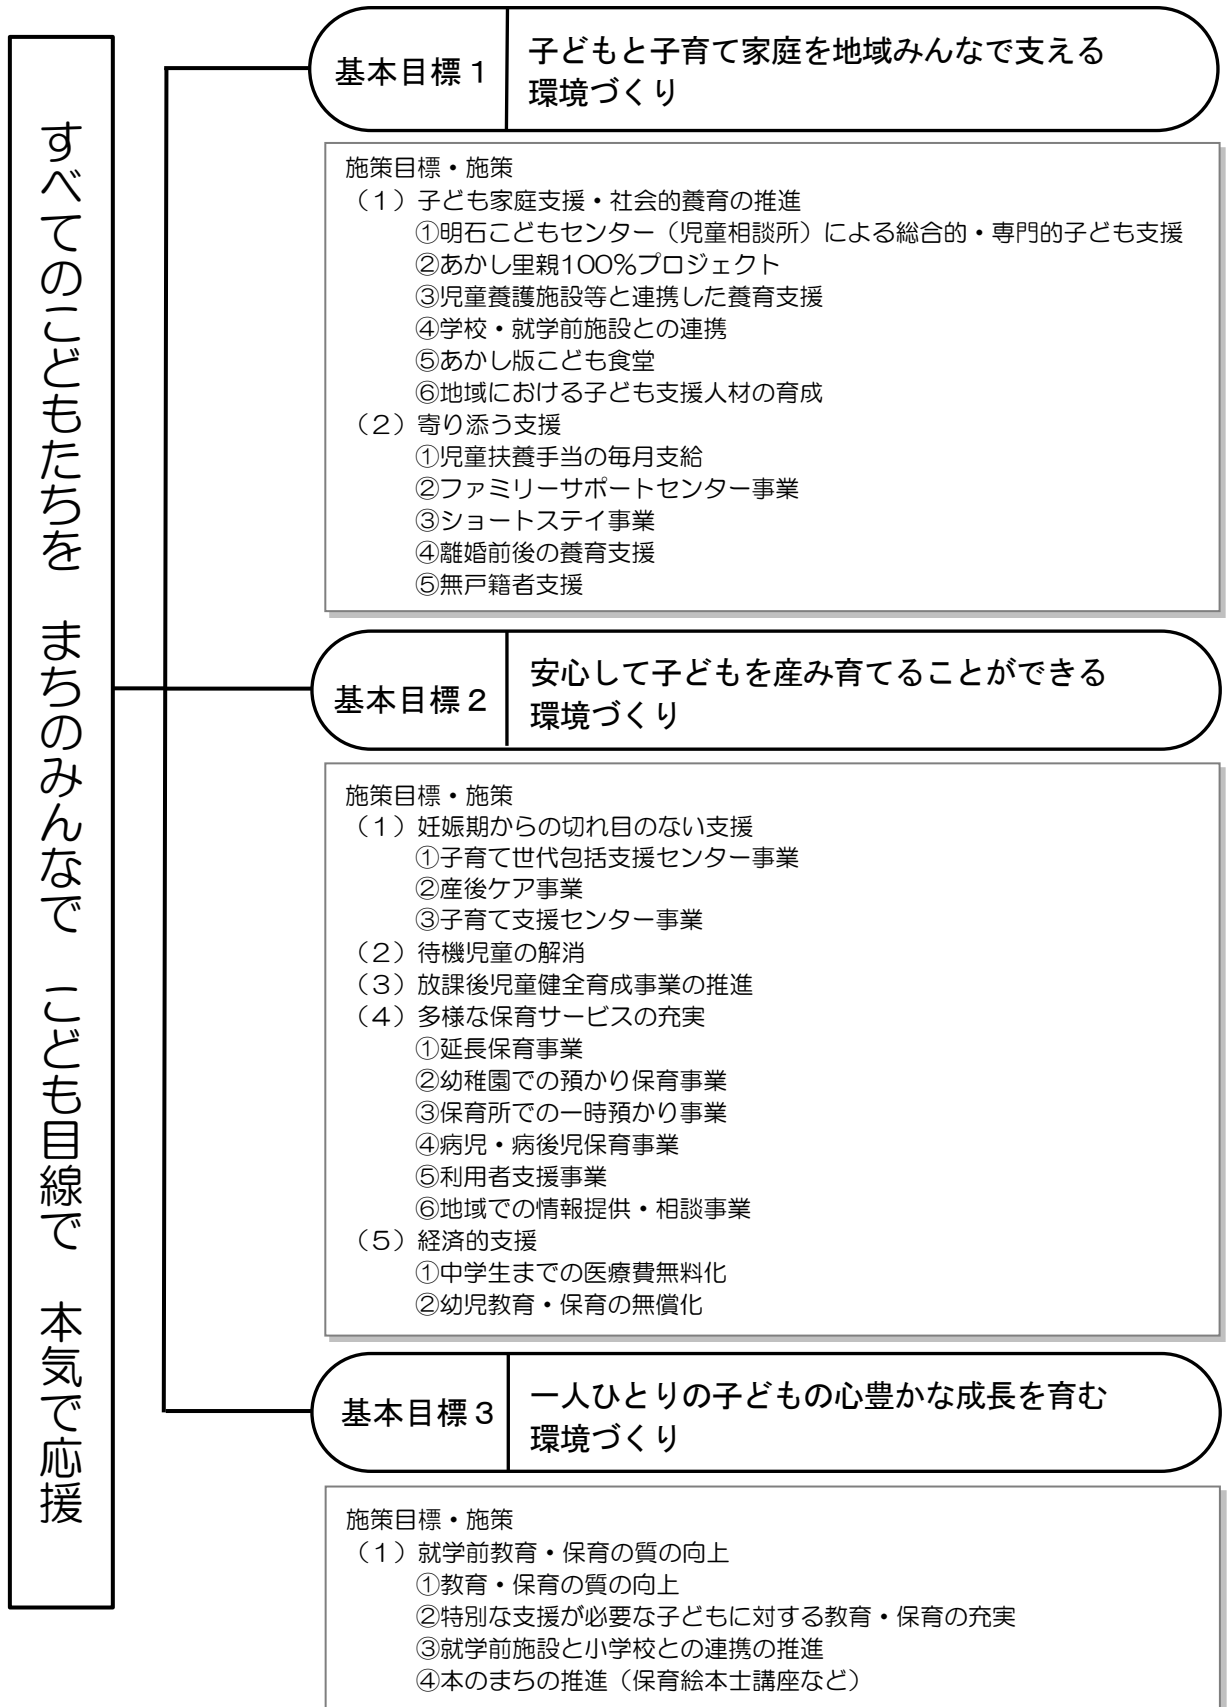 すべてのこどもたちを　まちのみんなで　こども目線で　本気で応援
基本目標１
子どもと子育て家庭を地域みんなで支える
環境づくり
施策目標・施策
（１）子ども家庭支援・社会的養育の推進
①明石こどもセンター（児童相談所）による総合的・専門的子ども支援
②あかし里親100％プロジェクト
③児童養護施設等と連携した養育支援
④学校・就学前施設との連携
⑤あかし版こども食堂
⑥地域における子ども支援人材の育成
（２）寄り添う支援
①児童扶養手当の毎月支給
②ファミリーサポートセンター事業
③ショートステイ事業
④離婚前後の養育支援
⑤無戸籍者支援
基本目標２
安心して子どもを産み育てることができる
環境づくり
施策目標・施策
（１）妊娠期からの切れ目のない支援
①子育て世代包括支援センター事業
②産後ケア事業
③子育て支援センター事業
（２）待機児童の解消
（３）放課後児童健全育成事業の推進
（４）多様な保育サービスの充実
①延長保育事業
②幼稚園での預かり保育事業
③保育所での一時預かり事業
④病児・病後児保育事業
⑤利用者支援事業
⑥地域での情報提供・相談事業
（５）経済的支援
①中学生までの医療費無料化
②幼児教育・保育の無償化
基本目標３
一人ひとりの子どもの心豊かな成長を育む
環境づくり
施策目標・施策
（１）就学前教育・保育の質の向上
①教育・保育の質の向上
②特別な支援が必要な子どもに対する教育・保育の充実
③就学前施設と小学校との連携の推進
④本のまちの推進（保育絵本士講座など）